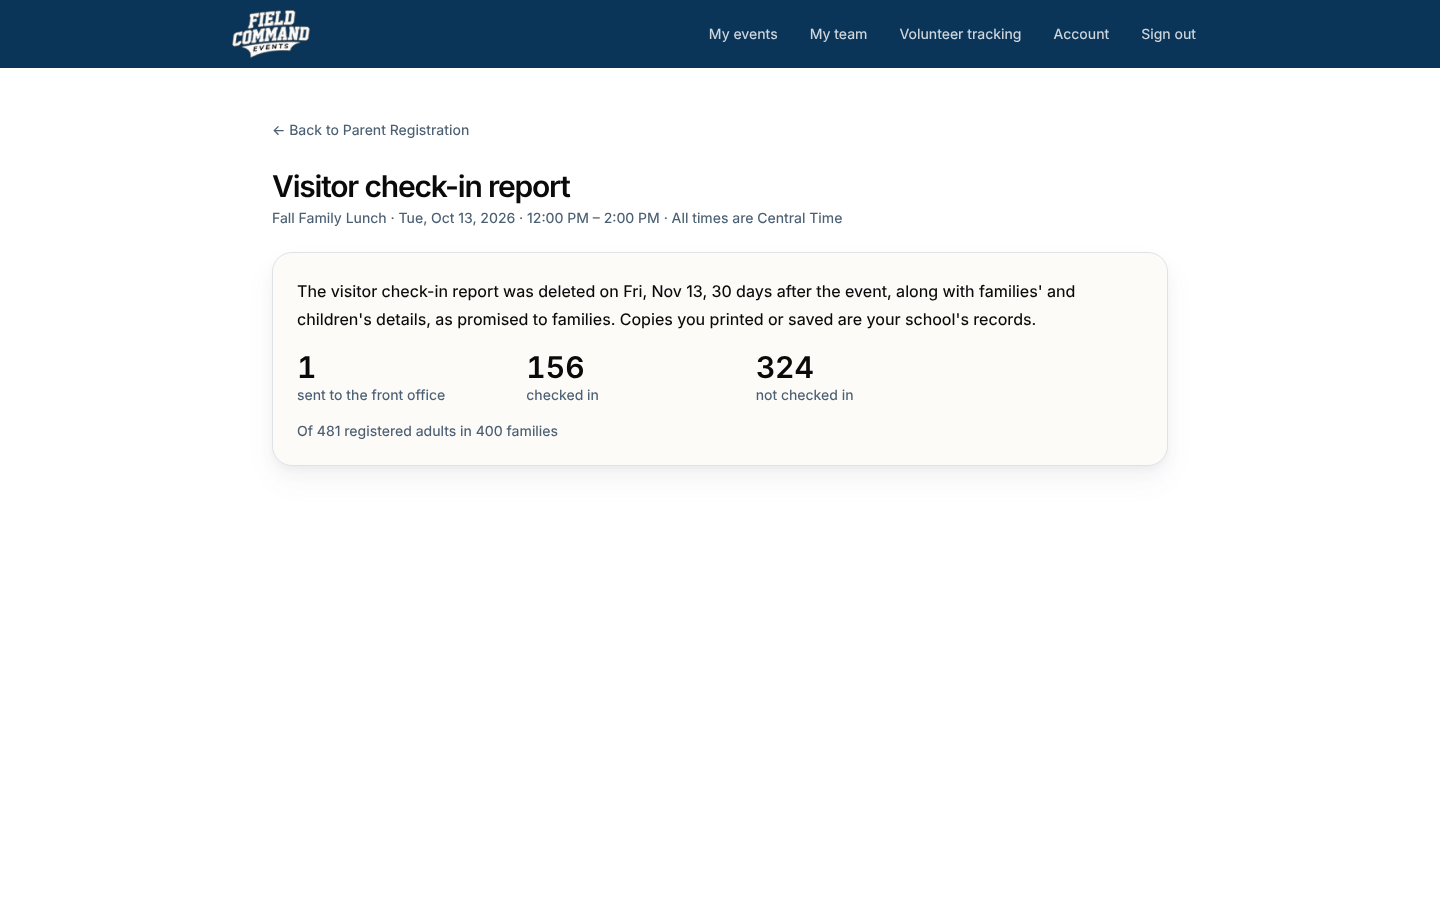 FIELD
COMMAND
EVENTS
My events
My team
Volunteer tracking
Account
Sign out
← Back to Parent Registration
Visitor check-in report
Fall Family Lunch · Tue, Oct 13, 2026 · 12:00 PM – 2:00 PM · All times are Central Time
The visitor check-in report was deleted on Fri, Nov 13, 30 days after the event, along with families' and
children's details, as promised to families. Copies you printed or saved are your school's records.
1
sent to the front office
156
checked in
324
not checked in
Of 481 registered adults in 400 families